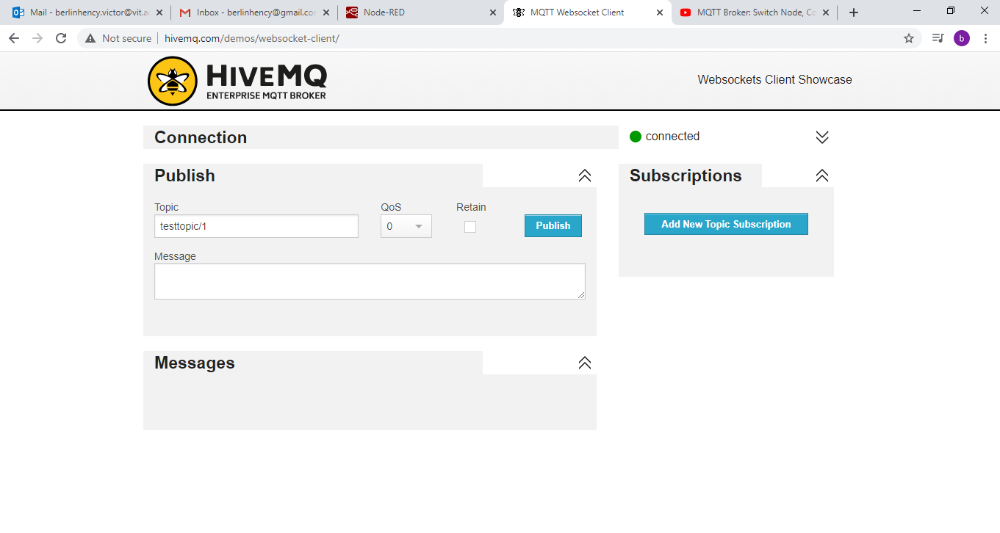 Mail - berlinhency.victor@vit.a
Inbox - berlinhency@gmail.cor
Node-RED
MQTT Websocket Client
MQTT Broker: Switch Node, Co
Not secure
hivemq.com/demos/websocket-client/
b
HIVEMQ
ENTERPRISE MQTT BROKER
Websockets Client Showcase
Connection
connected
Publish
Subscriptions
Topic QoS Retain
testtopic/1 0 Publish
Add New Topic Subscription
Message
Messages